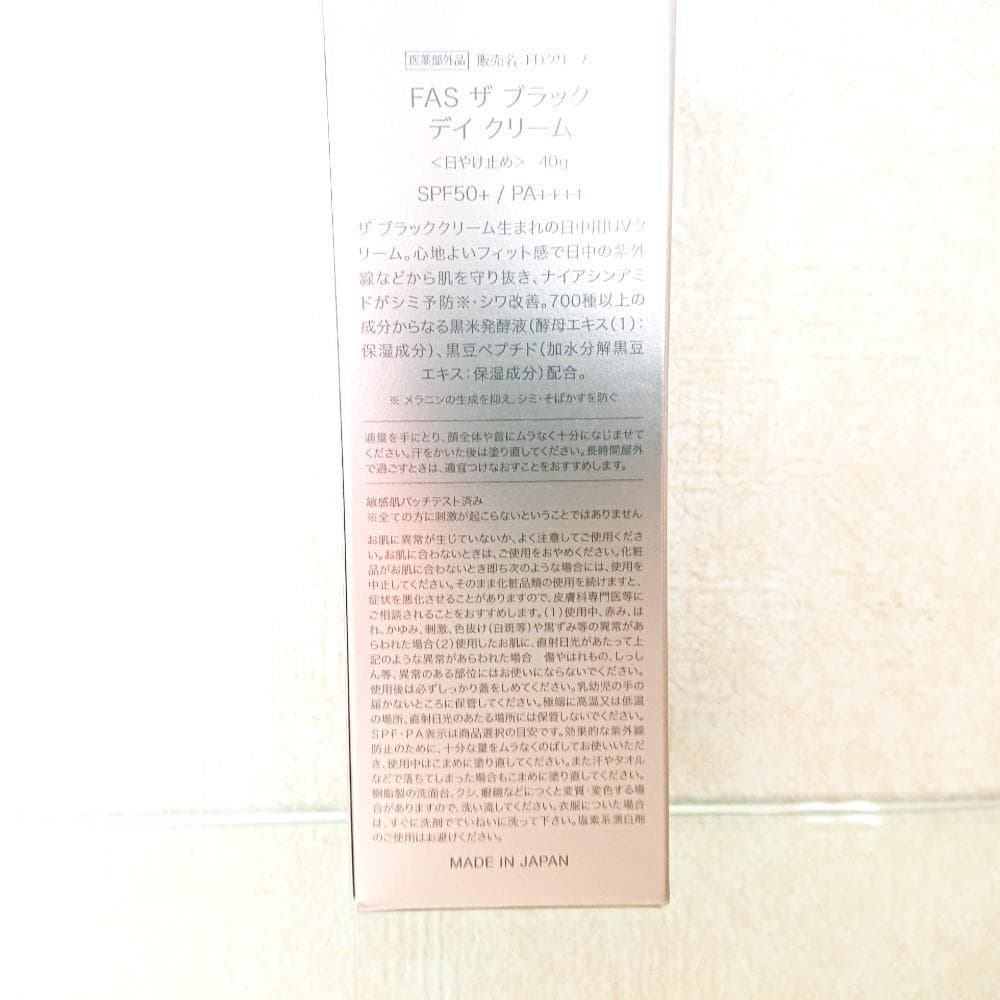 医薬部外品 販売名:FDクリーム
FAS ザ ブラック
デイ クリーム
<日やけ止め> 40g
SPF50+ / PA++++
ザ ブラッククリーム生まれの日中用UVク
リーム。心地よいフィット感で日中の紫外
線などから肌を守り抜き、ナイアシンアミ
ドがシミ予防※・シワ改善。700種以上の
成分からなる黒米発酵液(酵母エキス(1):
保湿成分)、黒豆ペプチド(加水分解黒豆
エキス:保湿成分)配合。
※ メラニンの生成を抑え、シミ・そばかすを防ぐ
適量を手にとり、顔全体や首にムラなく十分になじませて
ください。汗をかいた後は塗り直してください。長時間屋外
で過ごすときは、適宜つけなおすことをおすすめします。
敏感肌パッチテスト済み
※全ての方に刺激が起こらないということではありません
お肌に異常が生じていないか、よく注意してご使用くださ
い。お肌に合わないときは、ご使用をおやめください。化粧
品がお肌に合わないとき即ち次のような場合には、使用を
中止してください。そのまま化粧品類の使用を続けますと、
症状を悪化させることがありますので、皮膚科専門医等に
ご相談されることをおすすめします。(1)使用中、赤み、は
れ、かゆみ、刺激、色抜け(白斑等)や黒ずみ等の異常があ
らわれた場合(2)使用したお肌に、直射日光があたって上
記のような異常があらわれた場合 傷やはれもの、しっし
ん等、異常のある部位にはお使いにならないでください。
使用後は必ずしっかり蓋をしめてください。乳幼児の手の
届かないところに保管してください。極端に高温又は低温
の場所、直射日光のあたる場所には保管しないでください。
SPF・PA表示は商品選択の目安です。効果的な紫外線
防止のために、十分な量をムラなくのばしてお使いいただ
き、使用中はこまめに塗り直してください。また汗やタオル
などで落ちてしまった場合もこまめに塗り直してください。
樹脂製の洗面台、クシ、眼鏡などにつくと変質・変色する場
合がありますので、洗い流してください。衣服についた場合
は、すぐに洗剤でていねいに洗って下さい。塩素系漂白剤
のご使用はお避けください。
MADE IN JAPAN